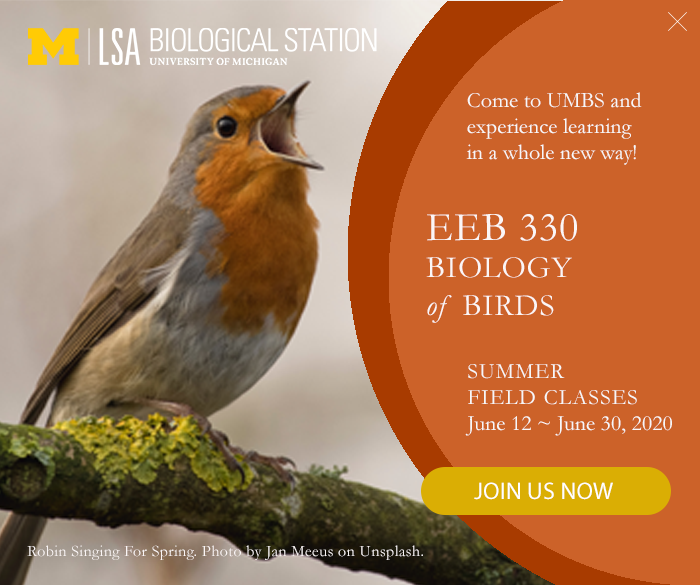 M LSA BIOLOGICAL STATION
UNIVERSITY OF MICHIGAN
Come to UMBS and
experience learning
in a whole new way!
EEB 330
BIOLOGY
of BIRDS
SUMMER
FIELD CLASSES
June 12 ~ June 30, 2020
JOIN US NOW
Robin Singing For Spring. Photo by Jan Meeus on Unsplash.